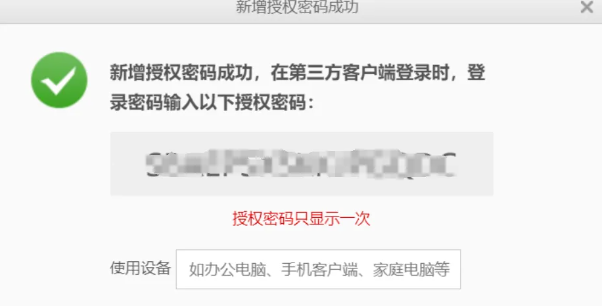 新增授权密码成功
新增授权密码成功，在第三方客户端登录时，登
录密码输入以下授权密码：
授权密码只显示一次
使用设备 如办公电脑、手机客户端、家庭电脑等